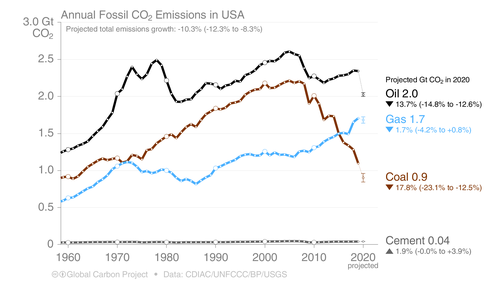 Annual Fossil CO₂ Emissions in USA
Projected total emissions growth: -10.3% (-12.3% to -8.3%)
3.0 Gt
CO₂
2.5
2.0
1.5
1.0
0.5
0
1960
1970
1980
1990
2000
2010
2020
projected
Projected Gt CO₂ in 2020
Oil 2.0
▼ 13.7% (-14.8% to -12.6%)
Gas 1.7
▼ 1.7% (-4.2% to +0.8%)
Coal 0.9
▼ 17.8% (-23.1% to -12.5%)
Cement 0.04
▲ 1.9% (-0.0% to +3.9%)
Global Carbon Project • Data: CDIAC/UNFCCC/BP/USGS